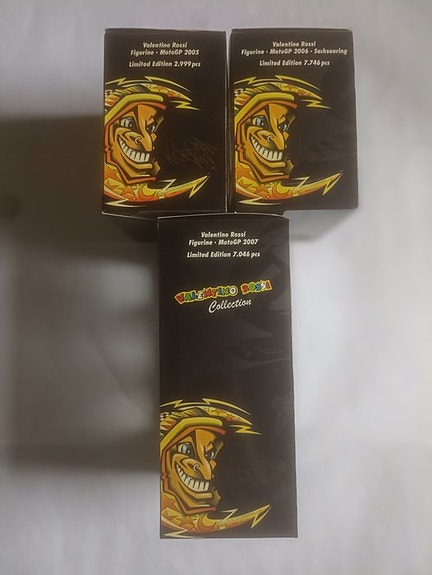 Valentino Rossi
Figurine - MotoGP 2005
Limited Edition 2.999 pcs
Valentino Rossi
Figurine - MotoGP 2006 - Sachsenring
Limited Edition 7.746 pcs
Valentino Rossi
Figurine - MotoGP 2007
Limited Edition 7.046 pcs
VALENTINO ROSSI
Collection